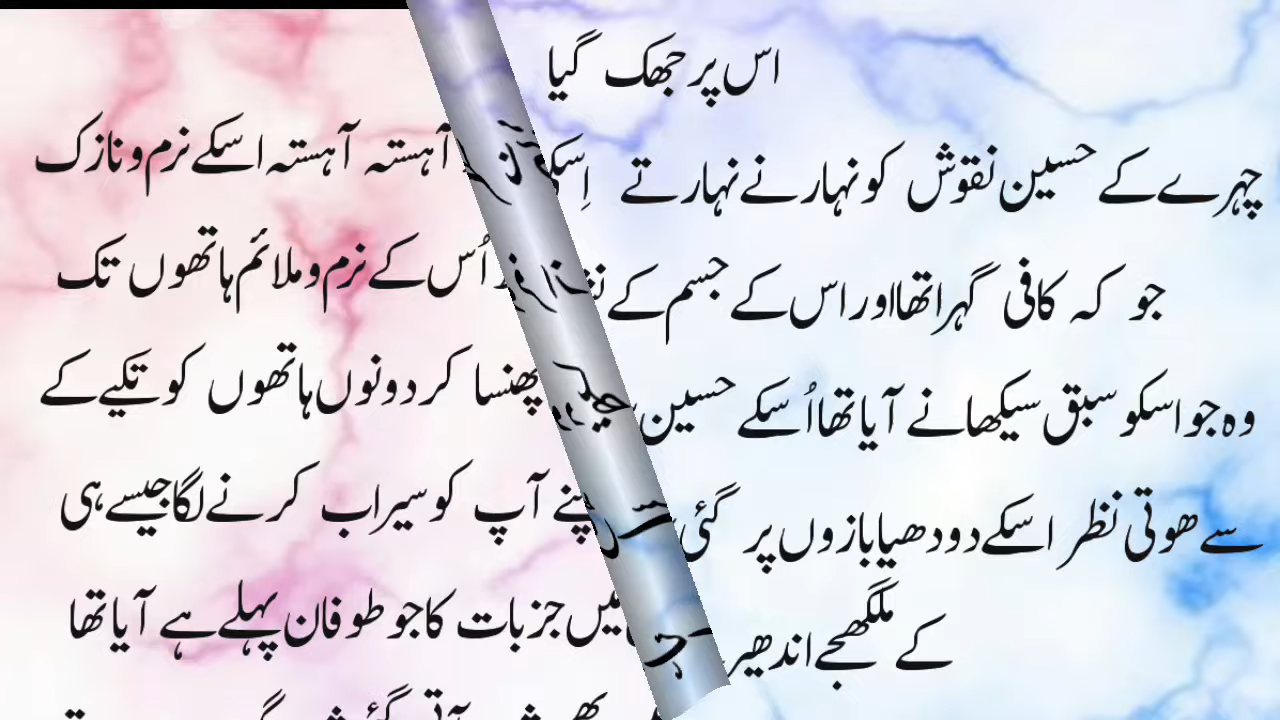 اس پر جھک گیا
چہرے کے حسین نقوش کو نہارنے نہارتے
جو کہ کافی گہرا تھا اور اس کے جسم کے
وہ جو اسکو سبق سیکھانے آیا تھا اُسکے حسین
سے ھوتی نظر اسکے دودھیا بازوں پر گئی
کے ملگھجے
آہستہ آہستہ اسکے نرم و نازک
اُس کے نرم و ملائم ہاتھوں تک
پھنسا کر دونوں ہاتھوں کو تکیے کے
آپ کو سیراب کرنے لگا جیسے ہی
میں جزبات کا جو طوفان پہلے ہے آیا تھا